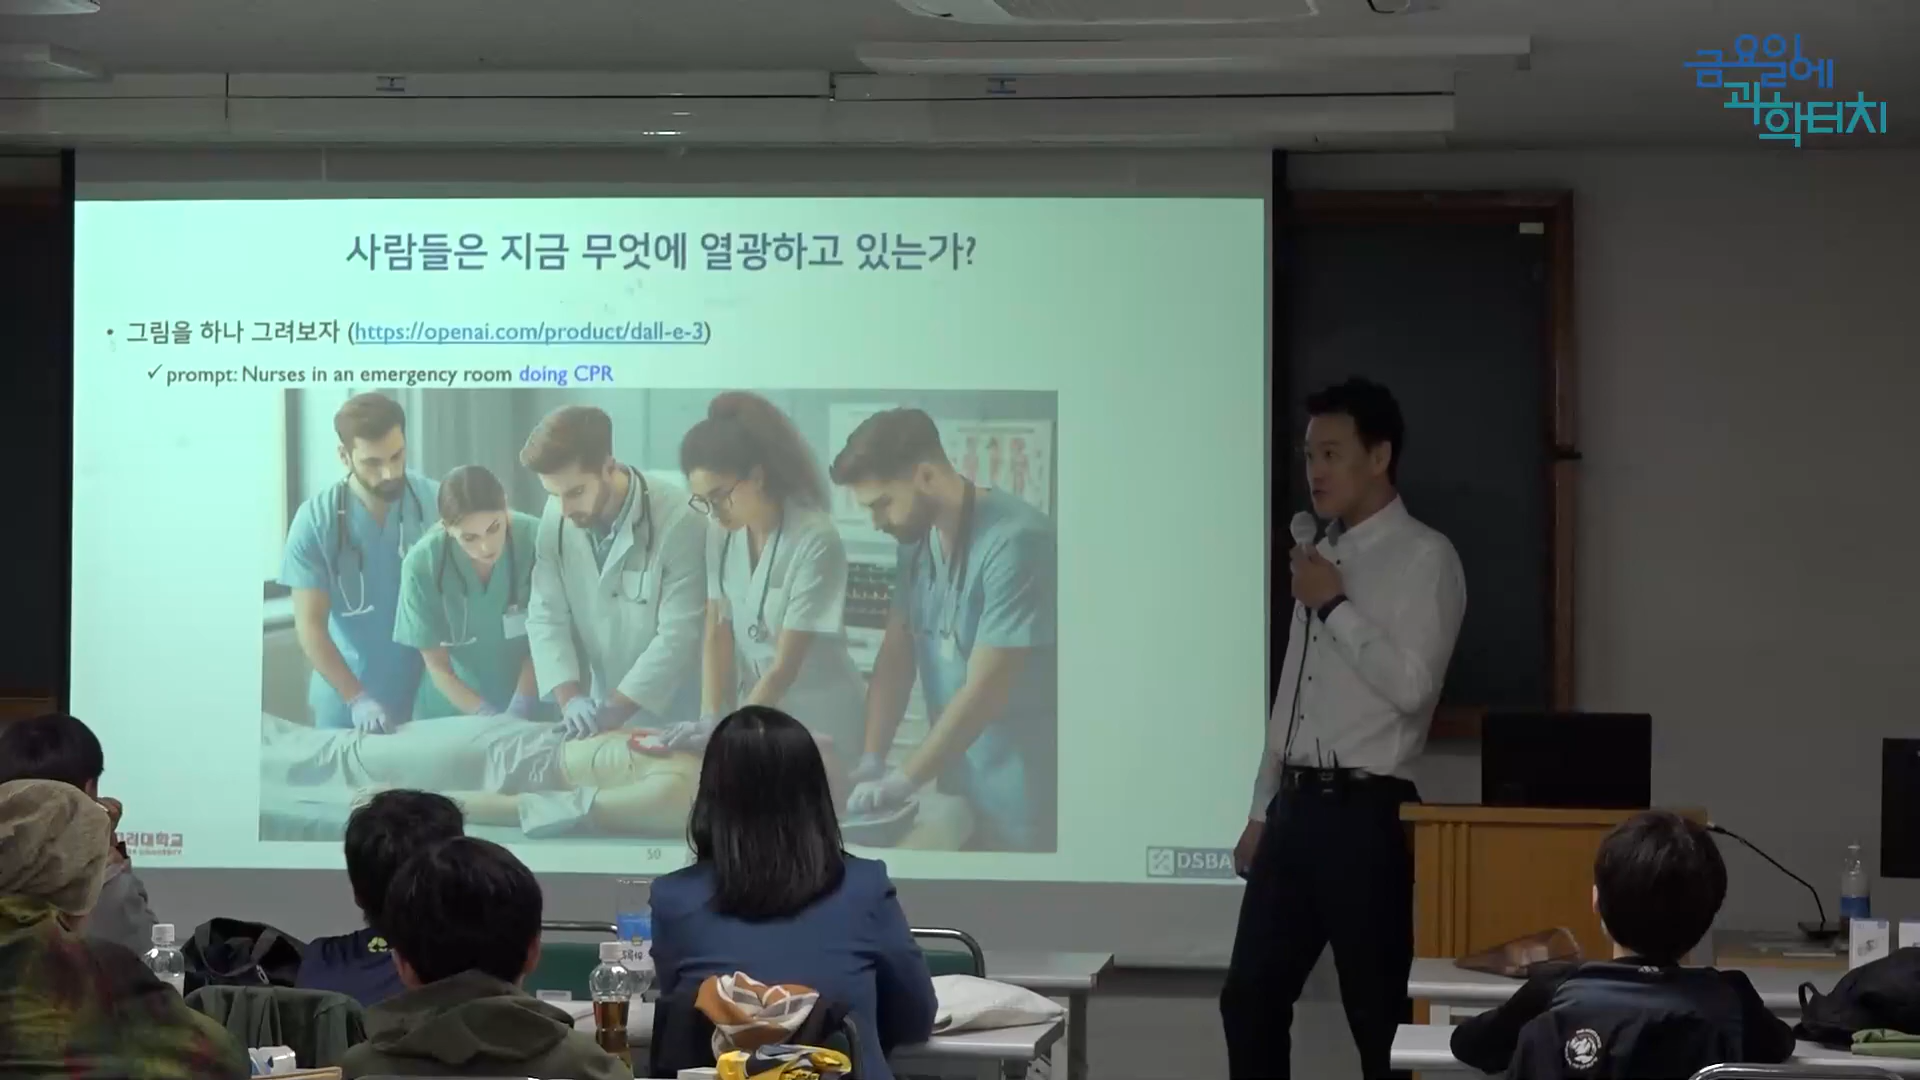 금요일에
과학터치
사람들은 지금 무엇에 열광하고 있는가?
• 그림을 하나 그려보자 (https://openai.com/product/dall-e-3)
✓ prompt: Nurses in an emergency room doing CPR
50
DSBA